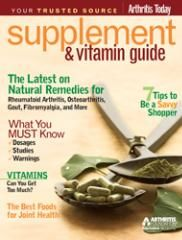 YOUR TRUSTED SOURCE
Arthritis Today
supplement
& vitamin guide
The Latest on
Natural Remedies for
Rheumatoid Arthritis, Osteoarthritis,
Gout, Fibromyalgia, and More
7 Tips
to Be a Savvy
Shopper
What You
MUST Know
Dosages
Studies
Warnings
VITAMINS
Can You Get
Too Much?
The Best Foods
for Joint Health
ARTHRITIS
FOUNDATION